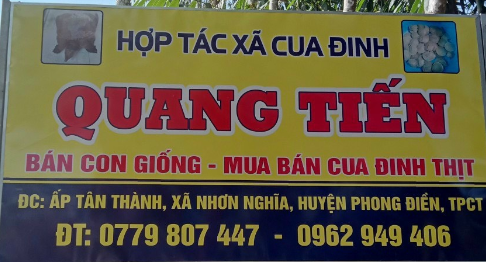 HỢP TÁC XÃ CUA ĐINH
QUANG TIẾN
BÁN CON GIỐNG - MUA BÁN CUA ĐINH THỊT
ĐC: ẤP TÂN THÀNH, XÃ NHƠN NGHĨA, HUYỆN PHONG ĐIỀN, TPCT
ĐT: 0779 807 447 - 0962 949 406